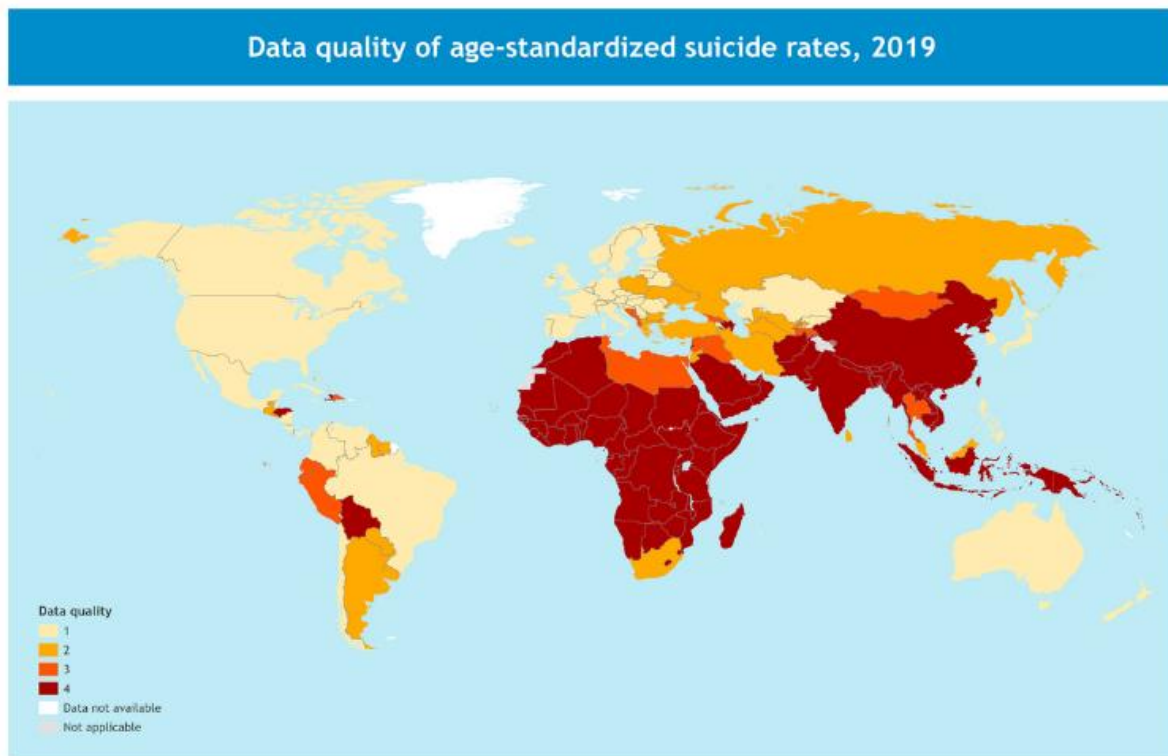 Data quality of age-standardized suicide rates, 2019
Data quality
1
2
3
4
Data not available
Not applicable